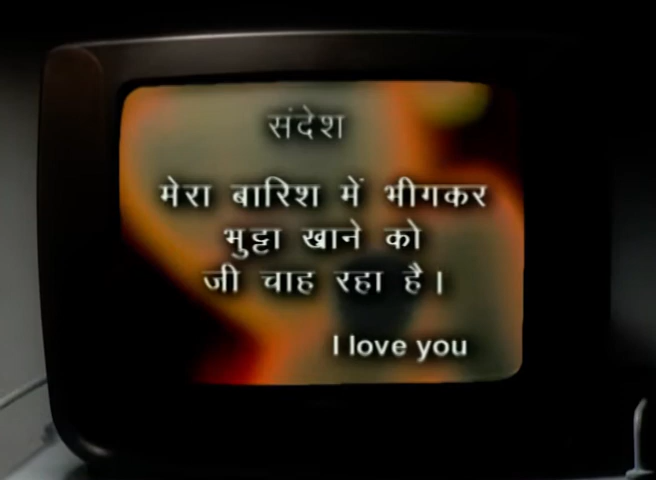 संदेश
मेरा बारिश में भीगकर
भुट्टा खाने को
जी चाह रहा है।
I love you